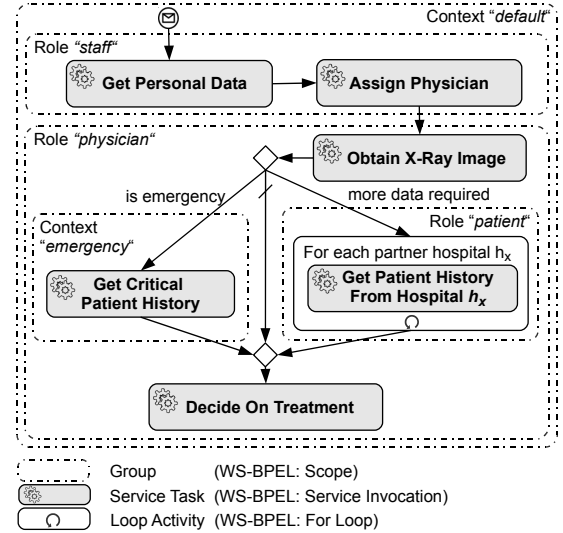 Context “default“
Role “staff“
Get Personal Data
Assign Physician
Role “physician“
Obtain X-Ray Image
is emergency
more data required
Context
“emergency“
Role “patient“
For each partner hospital hx
Get Critical
Patient History
Get Patient History
From Hospital hx
Decide On Treatment
Group (WS-BPEL: Scope)
Service Task (WS-BPEL: Service Invocation)
Loop Activity (WS-BPEL: For Loop)